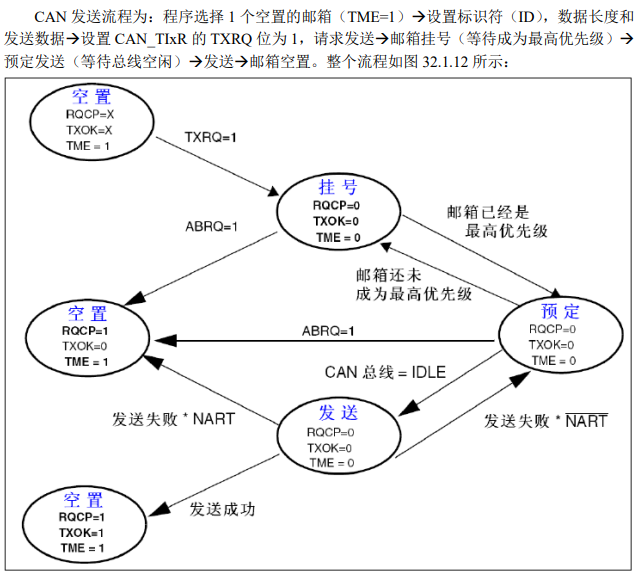 CAN 发送流程为：程序选择 1 个空置的邮箱（TME=1）→设置标识符（ID），数据长度和
发送数据→设置 CAN_TIxR 的 TXRQ 位为 1，请求发送→邮箱挂号（等待成为最高优先级）→
预定发送（等待总线空闲）→发送→邮箱空置。整个流程如图 32.1.12 所示：
空置
RQCP=X
TXOK=X
TME = 1
TXRQ=1
挂号
RQCP=0
TXOK=0
TME = 0
ABRQ=1
邮箱已经是
最高优先级
邮箱还未
成为最高优先级
空置
RQCP=1
TXOK=0
TME = 1
ABRQ=1
预定
RQCP=0
TXOK=0
TME = 0
CAN 总线 = IDLE
发送失败 * NART
发送
RQCP=0
TXOK=0
TME = 0
发送失败 * N̅A̅R̅T̅
发送成功
空置
RQCP=1
TXOK=1
TME = 1